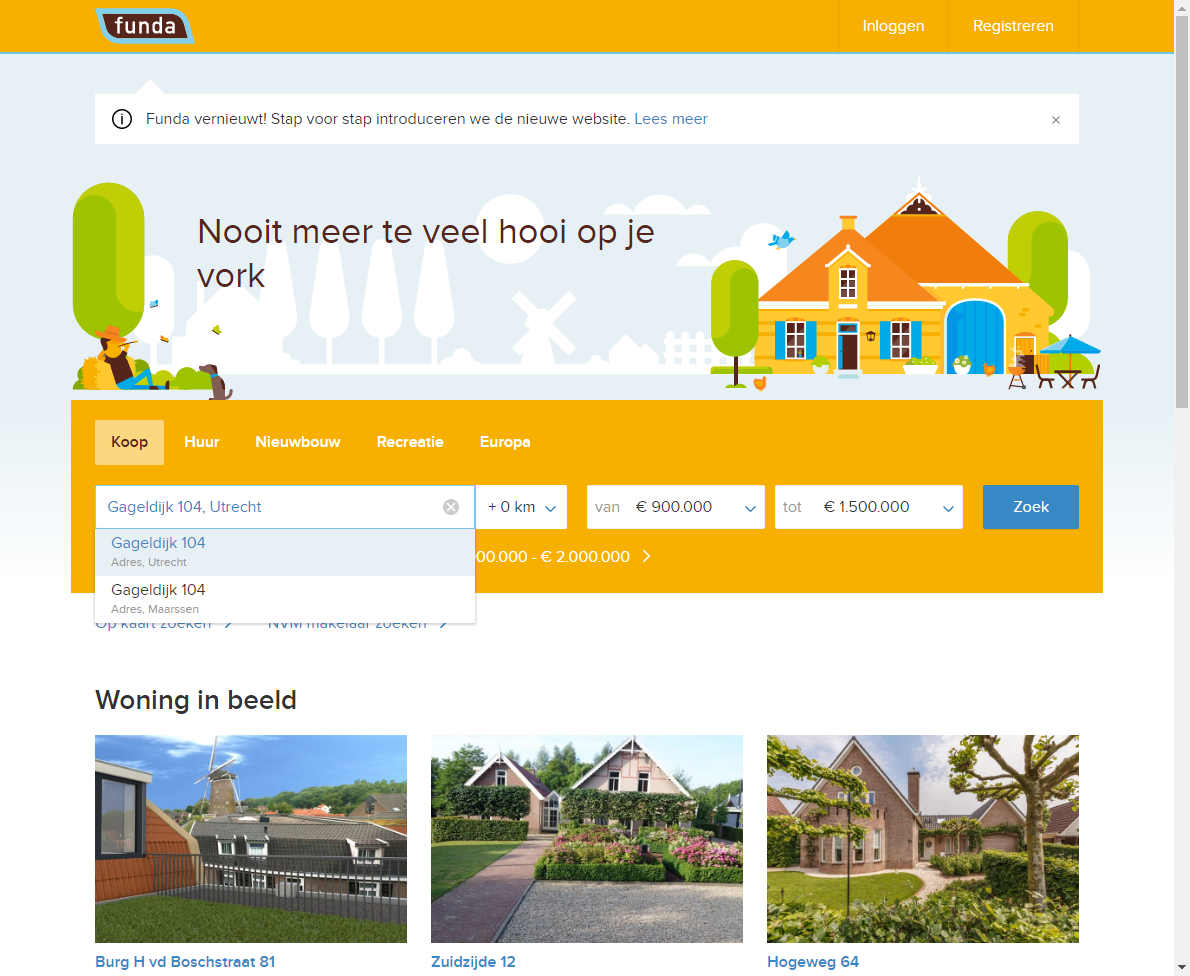 funda
Inloggen
Registreren
Funda vernieuwt! Stap voor stap introduceren we de nieuwe website. Lees meer
Nooit meer te veel hooi op je
vork
Koop
Huur
Nieuwbouw
Recreatie
Europa
Gageldijk 104, Utrecht
+ 0 km
van € 900.000
tot € 1.500.000
Zoek
Gageldijk 104
Adres, Utrecht
00.000 - € 2.000.000
Gageldijk 104
Adres, Maarssen
Op kaart zoeken
NVM makelaar zoeken
Woning in beeld
Burg H vd Boschstraat 81
Zuidzijde 12
Hogeweg 64